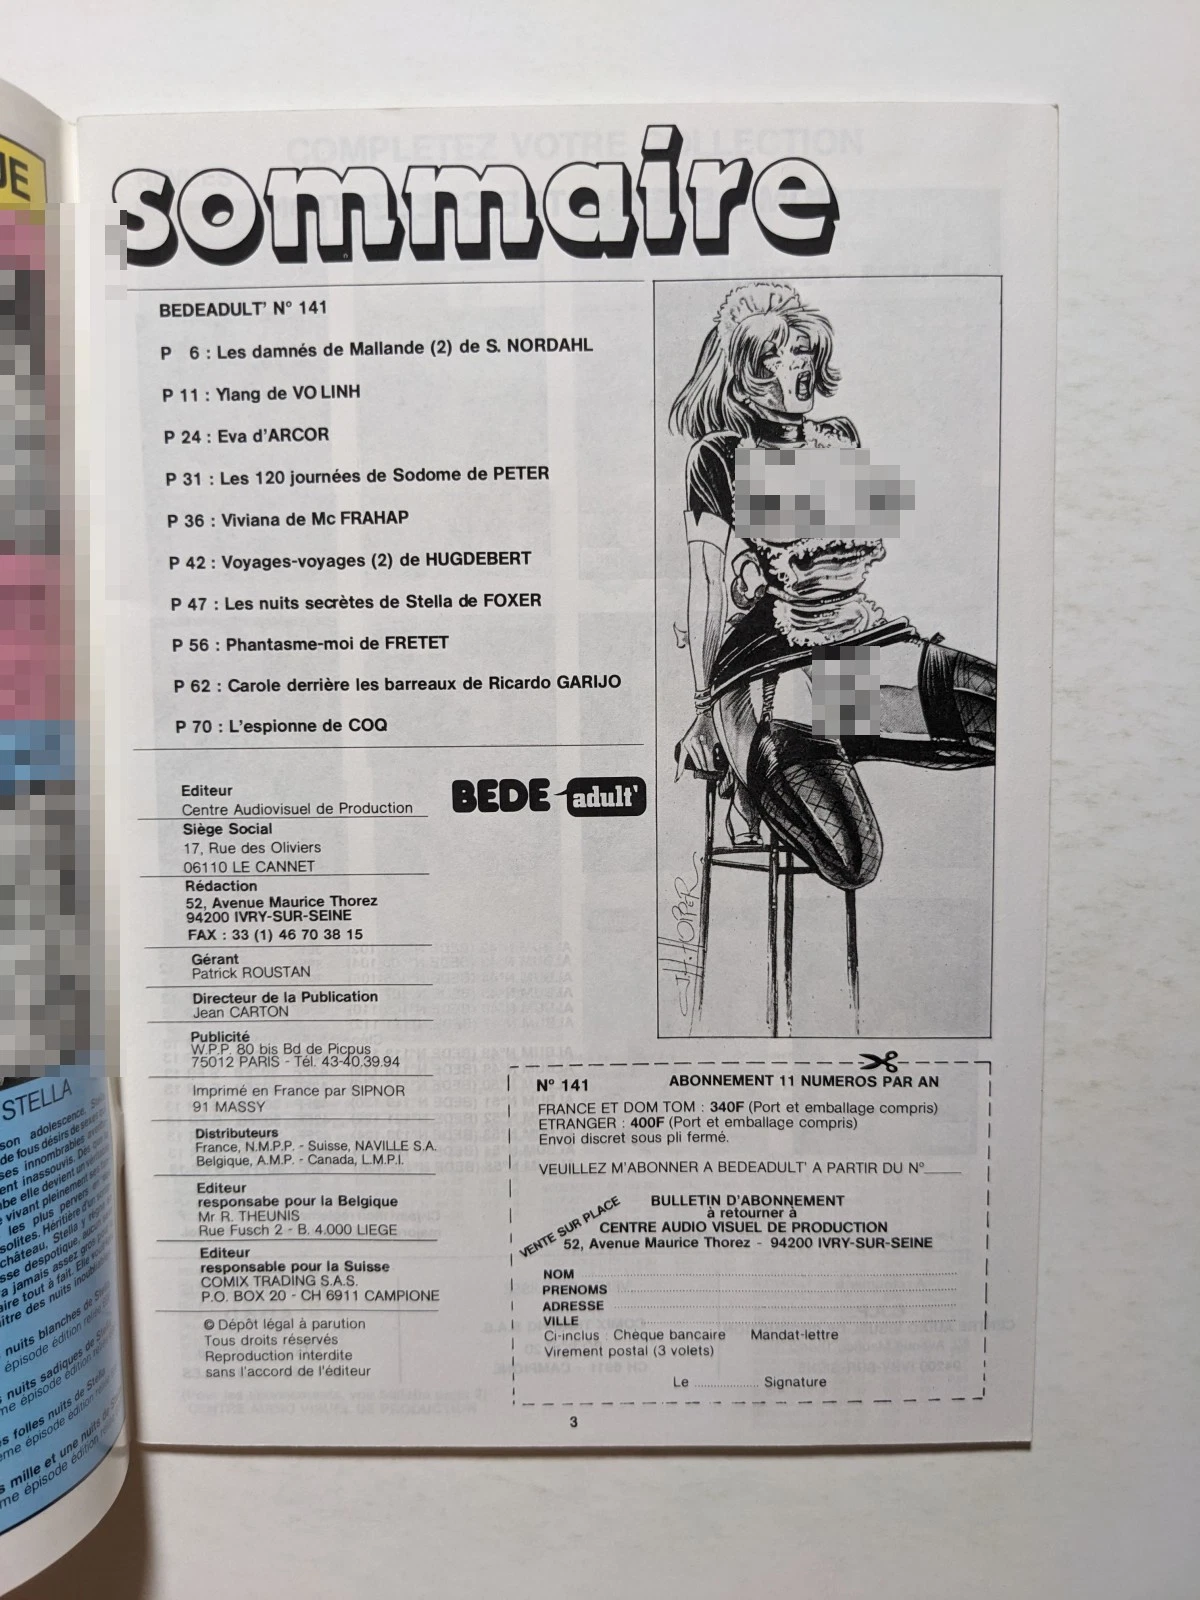 sommaire
BEDEADULT' N° 141
P 6 : Les damnés de Mallande (2) de S. NORDAHL
P 11 : Ylang de VO LINH
P 24 : Eva d'ARCOR
P 31 : Les 120 journées de Sodome de PETER
P 36 : Viviana de Mc FRAHAP
P 42 : Voyages-voyages (2) de HUGDEBERT
P 47 : Les nuits secrètes de Stella de FOXER
P 56 : Phantasme-moi de FRETET
P 62 : Carole derrière les barreaux de Ricardo GARIJO
P 70 : L'espionne de COQ
BEDE adult'
Editeur
Centre Audiovisuel de Production
Siège Social
17, Rue des Oliviers
06110 LE CANNET
Rédaction
52, Avenue Maurice Thorez
94200 IVRY-SUR-SEINE
FAX : 33 (1) 46 70 38 15
Gérant
Patrick ROUSTAN
Directeur de la Publication
Jean CARTON
Publicité
W.P.P. 80 bis Bd de Picpus
75012 PARIS - Tél. 43-40.39.94
Imprimé en France par SIPNOR
91 MASSY
Distributeurs
France, N.M.P.P. - Suisse, NAVILLE S.A.
Belgique, A.M.P. - Canada, L.M.P.I.
Editeur
responsabe pour la Belgique
Mr R. THEUNIS
Rue Fusch 2 - B. 4.000 LIEGE
Editeur
responsable pour la Suisse
COMIX TRADING S.A.S.
P.O. BOX 20 - CH 6911 CAMPIONE
© Dépôt légal à parution
Tous droits réservés
Reproduction interdite
sans l'accord de l'éditeur
J.H. HOPPER
N° 141 ABONNEMENT 11 NUMEROS PAR AN
FRANCE ET DOM TOM : 340F (Port et emballage compris)
ETRANGER : 400F (Port et emballage compris)
Envoi discret sous pli fermé.
VEUILLEZ M'ABONNER A BEDEADULT' A PARTIR DU N°____
VENTE SUR PLACE
BULLETIN D'ABONNEMENT
à retourner à
CENTRE AUDIO VISUEL DE PRODUCTION
52, Avenue Maurice Thorez - 94200 IVRY-SUR-SEINE
NOM
PRENOMS
ADRESSE
VILLE
Ci-inclus : Chèque bancaire Mandat-lettre
Virement postal (3 volets)
Le .................. Signature
3
STELLA
son adolescence, Stella